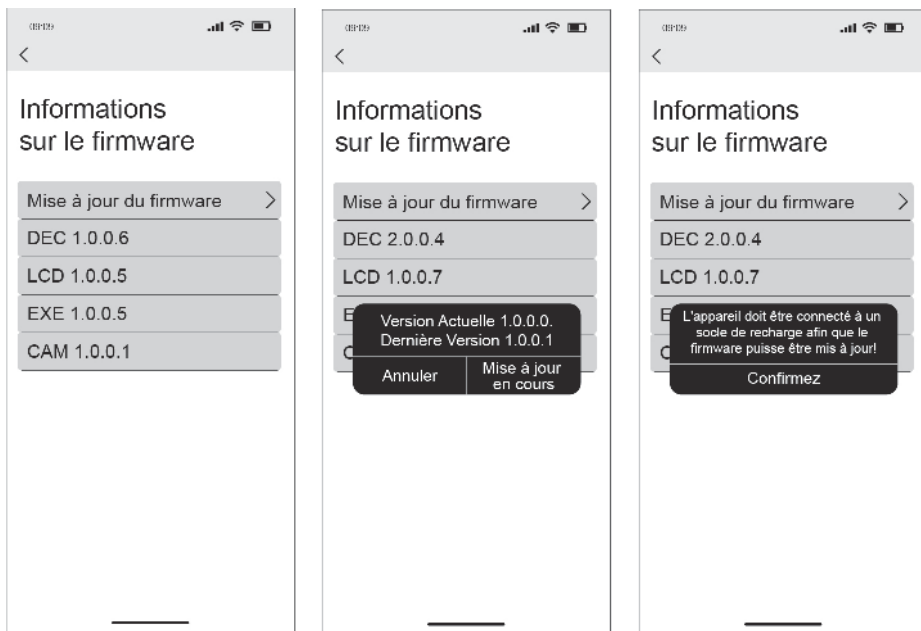 Informations
sur le firmware
Mise à jour du firmware
DEC 1.0.0.6
LCD 1.0.0.5
EXE 1.0.0.5
CAM 1.0.0.1
Informations
sur le firmware
Mise à jour du firmware
DEC 2.0.0.4
LCD 1.0.0.7
E
C
Version Actuelle 1.0.0.0.
Dernière Version 1.0.0.1
Annuler
Mise à jour
en cours
Informations
sur le firmware
Mise à jour du firmware
DEC 2.0.0.4
LCD 1.0.0.7
E
C
L'appareil doit être connecté à un
socle de recharge afin que le
firmware puisse être mis à jour!
Confirmez